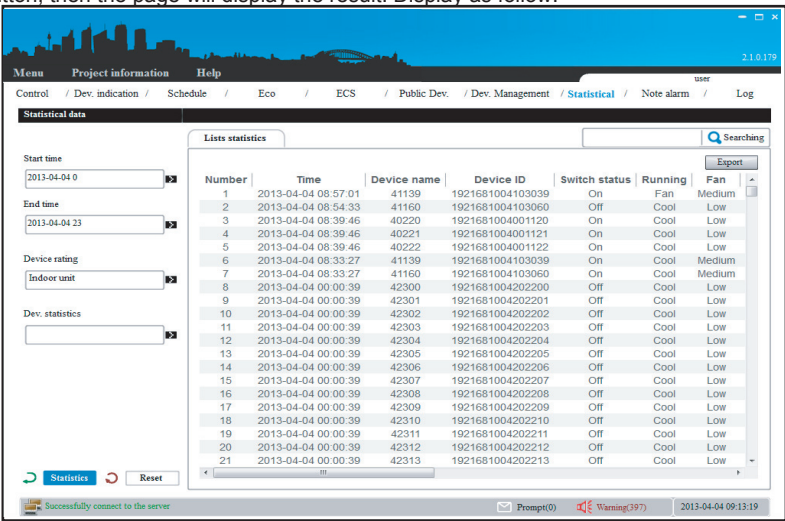 tton, then the page will display the result. Display as follow:
2.1.0.179
Menu Project information Help
user
Control / Dev. indication / Schedule / Eco / ECS / Public Dev. / Dev. Management / Statistical / Note alarm / Log
Statistical data
Lists statistics
Searching
Export
Start time
2013-04-04 0
End time
2013-04-04 23
Device rating
Indoor unit
Dev. statistics
Number Time Device name Device ID Switch status Running Fan
1 2013-04-04 08:57:01 41139 1921681004103039 On Fan Medium
2 2013-04-04 08:54:33 41160 1921681004103060 Off Cool Low
3 2013-04-04 08:39:46 40220 1921681004001120 On Cool Low
4 2013-04-04 08:39:46 40221 1921681004001121 On Cool Low
5 2013-04-04 08:39:46 40222 1921681004001122 On Cool Low
6 2013-04-04 08:33:27 41139 1921681004103039 On Cool Medium
7 2013-04-04 08:33:27 41160 1921681004103060 On Cool Medium
8 2013-04-04 00:00:39 42300 1921681004202200 Off Cool Low
9 2013-04-04 00:00:39 42301 1921681004202201 Off Cool Low
10 2013-04-04 00:00:39 42302 1921681004202202 Off Cool Low
11 2013-04-04 00:00:39 42303 1921681004202203 Off Cool Low
12 2013-04-04 00:00:39 42304 1921681004202204 Off Cool Low
13 2013-04-04 00:00:39 42305 1921681004202205 Off Cool Low
14 2013-04-04 00:00:39 42306 1921681004202206 Off Cool Low
15 2013-04-04 00:00:39 42307 1921681004202207 Off Cool Low
16 2013-04-04 00:00:39 42308 1921681004202208 Off Cool Low
17 2013-04-04 00:00:39 42309 1921681004202209 Off Cool Low
18 2013-04-04 00:00:39 42310 1921681004202210 Off Cool Low
19 2013-04-04 00:00:39 42311 1921681004202211 Off Cool Low
20 2013-04-04 00:00:39 42312 1921681004202212 Off Cool Low
21 2013-04-04 00:00:39 42313 1921681004202213 Off Cool Low
Statistics Reset
Successfully connect to the server Prompt(0) Warning(397) 2013-04-04 09:13:19